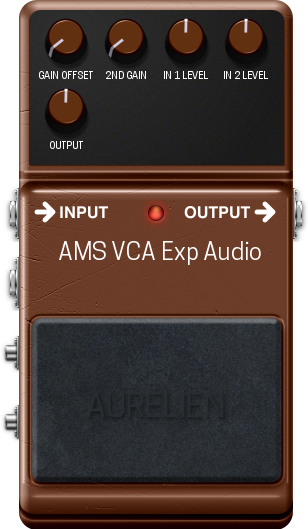 GAIN OFFSET 2ND GAIN IN 1 LEVEL IN 2 LEVEL
OUTPUT
INPUT OUTPUT
AMS VCA Exp Audio
AURELIEN